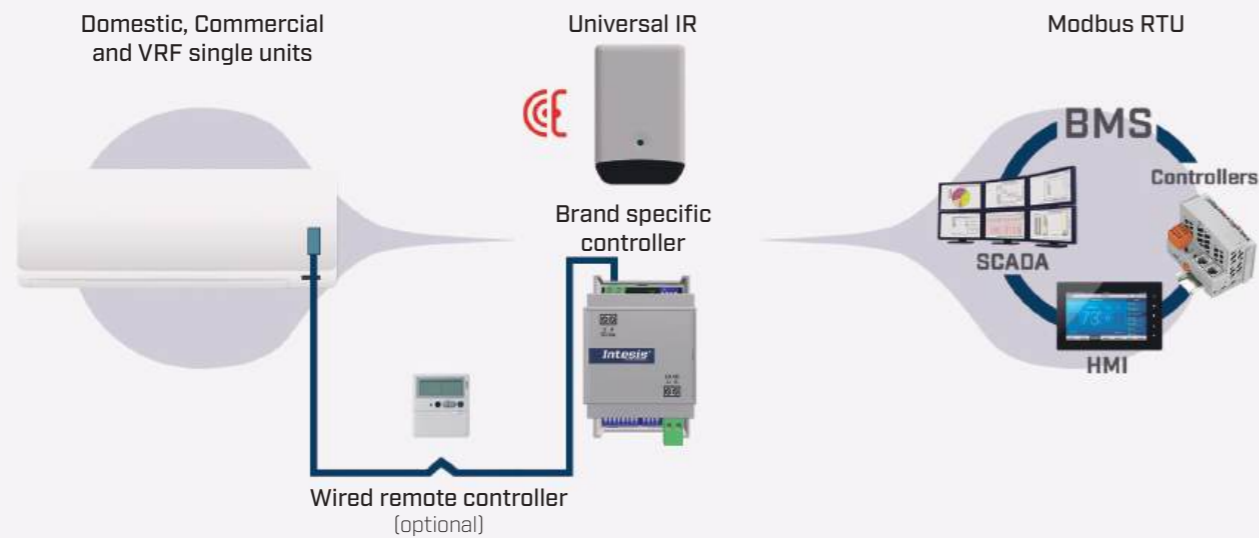 Domestic, Commercial
and VRF single units
Universal IR
Modbus RTU
BMS
Controllers
SCADA
HMI
Brand specific
controller
Intesis
Wired remote controller
(optional)